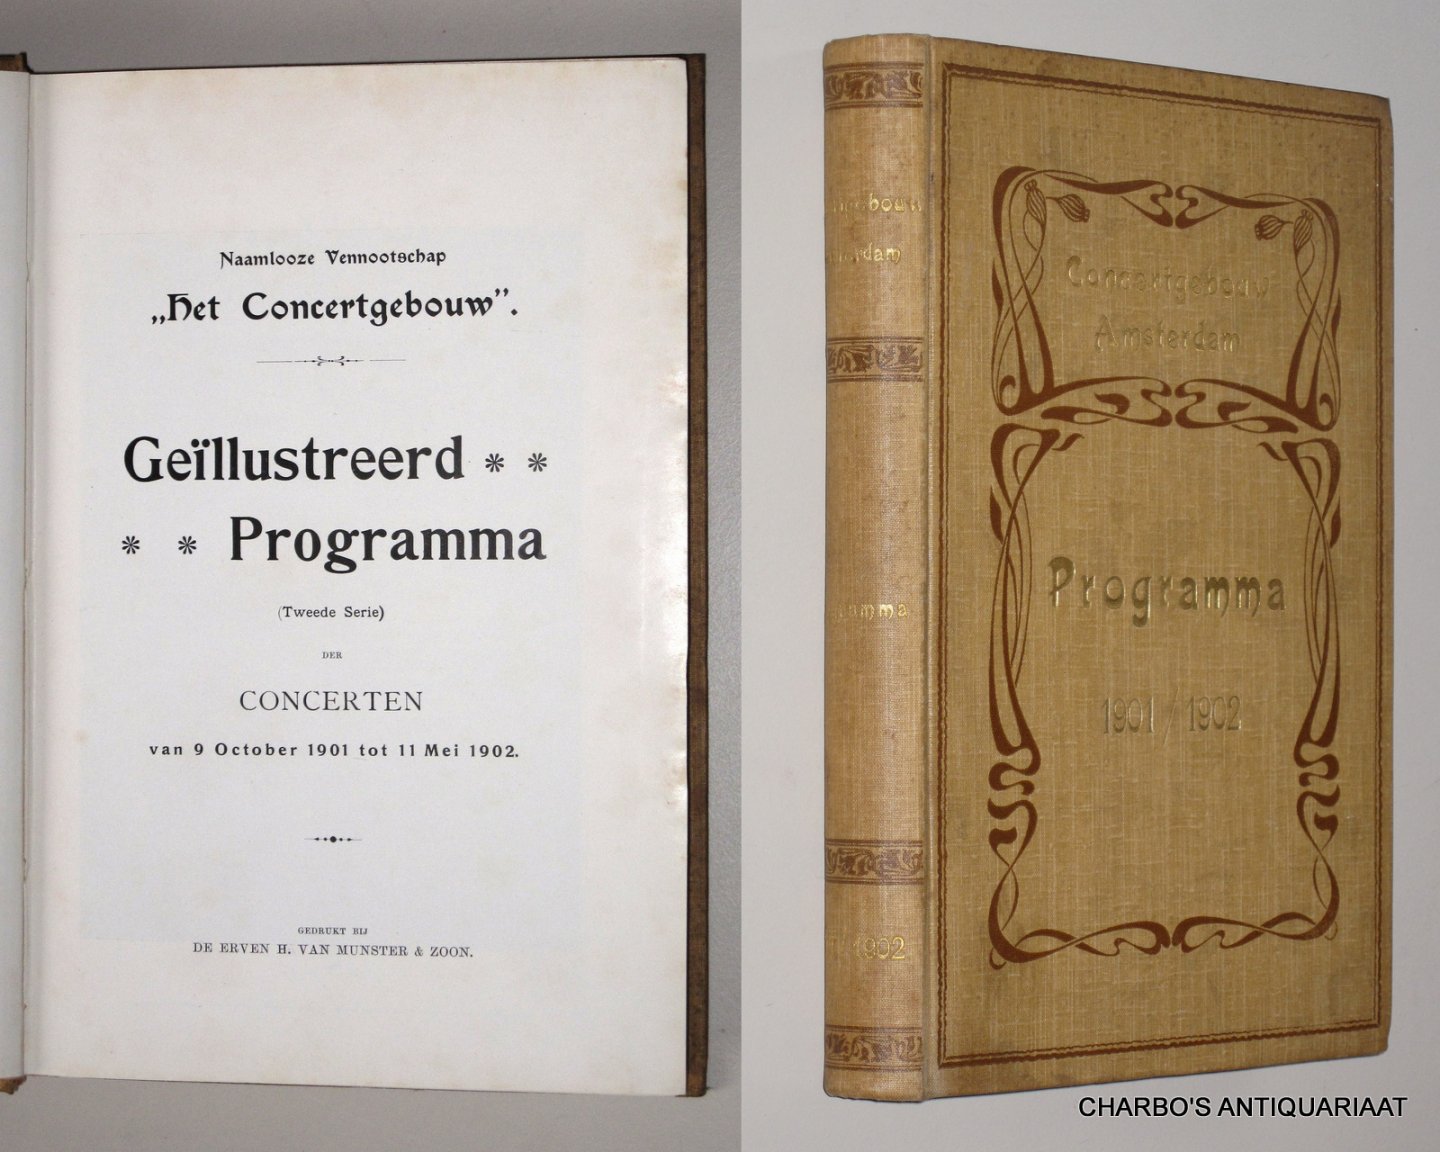 Naamlooze Vennootschap
„Het Concertgebouw”.
Geïllustreerd * *
* * Programma
(Tweede Serie)
DER
CONCERTEN
van 9 October 1901 tot 11 Mei 1902.
GEDRUKT BIJ
DE ERVEN H. VAN MUNSTER & ZOON.
1902
Concertgebouw
Amsterdam
Programma
1901/1902
CHARBO'S ANTIQUARIAAT